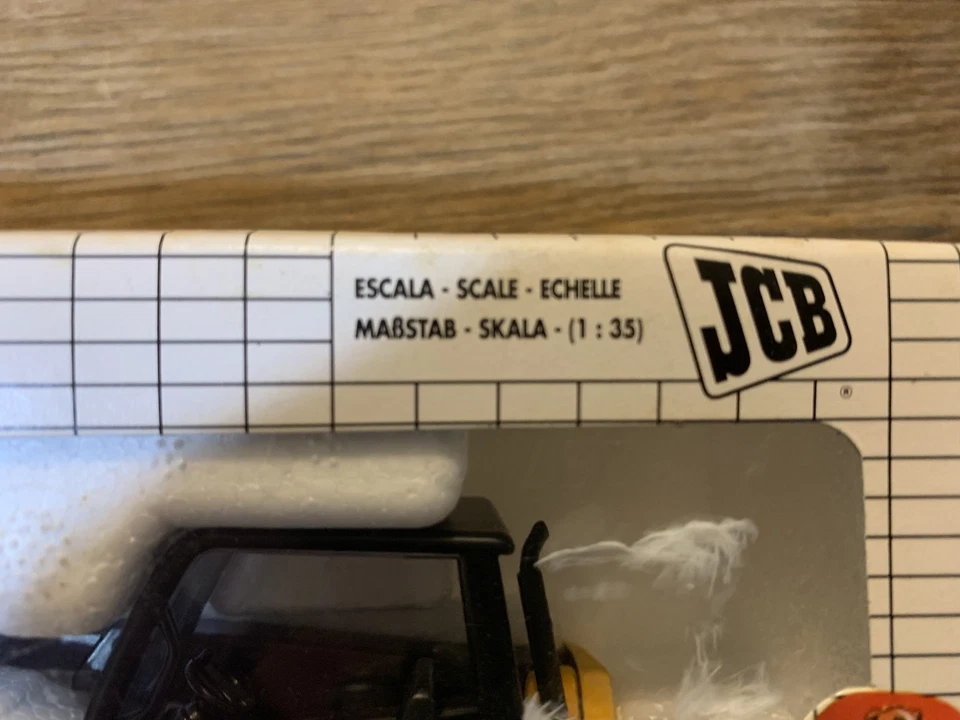 ESCALA - SCALE - ECHELLE
MAßSTAB - SKALA - (1 : 35)
JCB
®